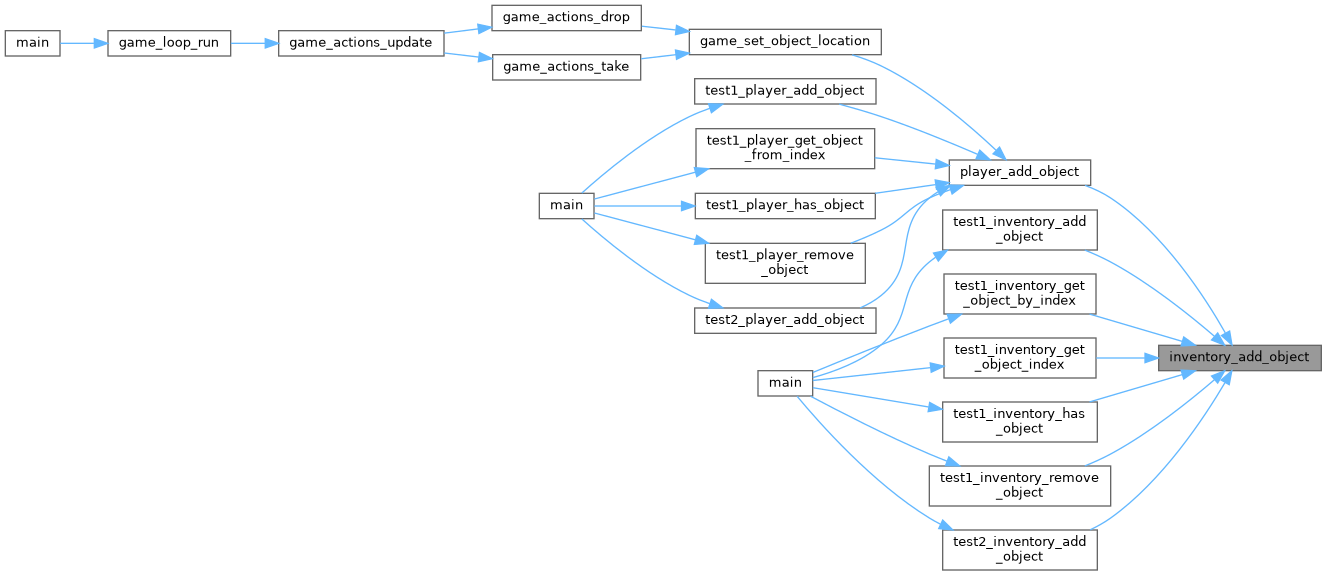 main
game_loop_run
game_actions_update
game_actions_drop
game_actions_take
game_set_object_location
test1_player_add_object
test1_player_get_object
_from_index
test1_player_has_object
test1_player_remove
_object
test2_player_add_object
main
player_add_object
test1_inventory_add
_object
test1_inventory_get
_object_by_index
test1_inventory_get
_object_index
test1_inventory_has
_object
test1_inventory_remove
_object
test2_inventory_add
_object
main
inventory_add_object